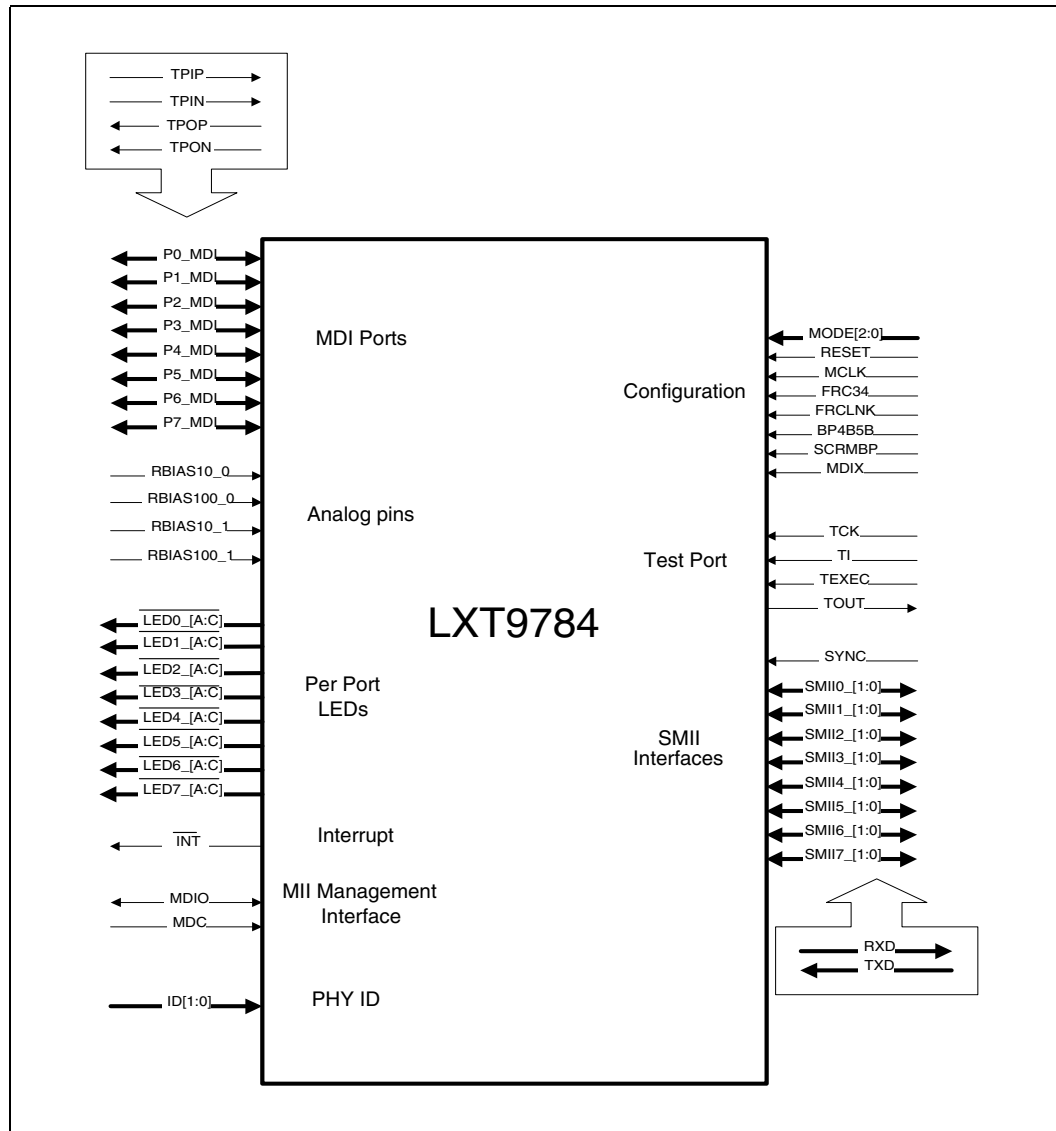 TPIP
TPIN
TPOP
TPON
P0_MDI
P1_MDI
P2_MDI
P3_MDI
P4_MDI
P5_MDI
P6_MDI
P7_MDI
MDI Ports
RBIAS10_0
RBIAS100_0
RBIAS10_1
RBIAS100_1
Analog pins
LXT9784
LED0_[A:C]
LED1_[A:C]
LED2_[A:C]
LED3_[A:C]
LED4_[A:C]
LED5_[A:C]
LED6_[A:C]
LED7_[A:C]
Per Port
LEDs
INT
Interrupt
MDIO
MDC
MII Management
Interface
ID[1:0]
PHY ID
Configuration
MODE[2:0]
RESET
MCLK
FRC34
FRCLNK
BP4B5B
SCRMBP
MDIX
Test Port
TCK
TI
TEXEC
TOUT
SYNC
SMII
Interfaces
SMII0_[1:0]
SMII1_[1:0]
SMII2_[1:0]
SMII3_[1:0]
SMII4_[1:0]
SMII5_[1:0]
SMII6_[1:0]
SMII7_[1:0]
RXD
TXD